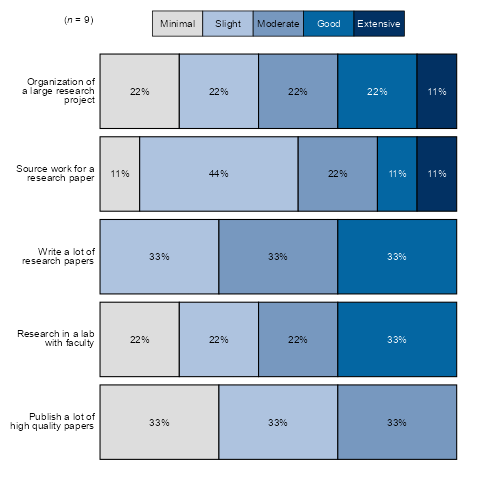 (n = 9)
Minimal Slight Moderate Good Extensive
Organization of
a large research
project
22% 22% 22% 22% 11%
Source work for a
research paper
11% 44% 22% 11% 11%
Write a lot of
research papers
33% 33% 33%
Research in a lab
with faculty
22% 22% 22% 33%
Publish a lot of
high quality papers
33% 33% 33%